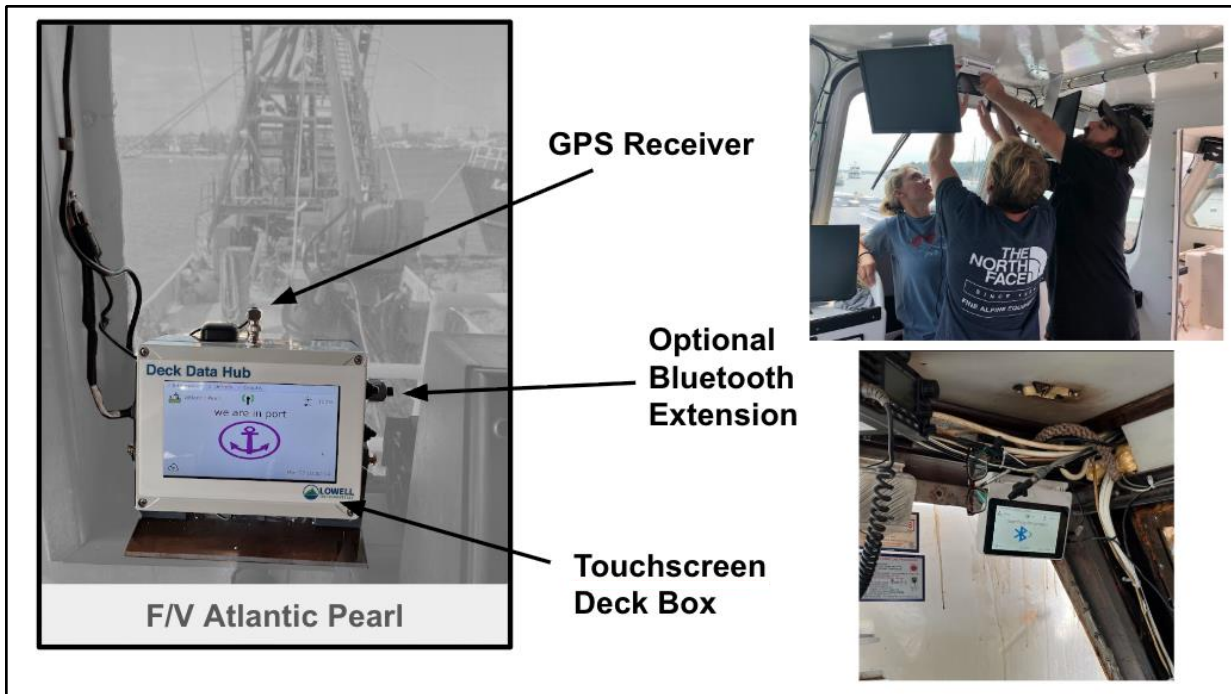 GPS Receiver
Optional
Bluetooth
Extension
Touchscreen
Deck Box
Deck Data Hub
we are in port
LOWELL
F/V Atlantic Pearl
THE
NORTH
FACE